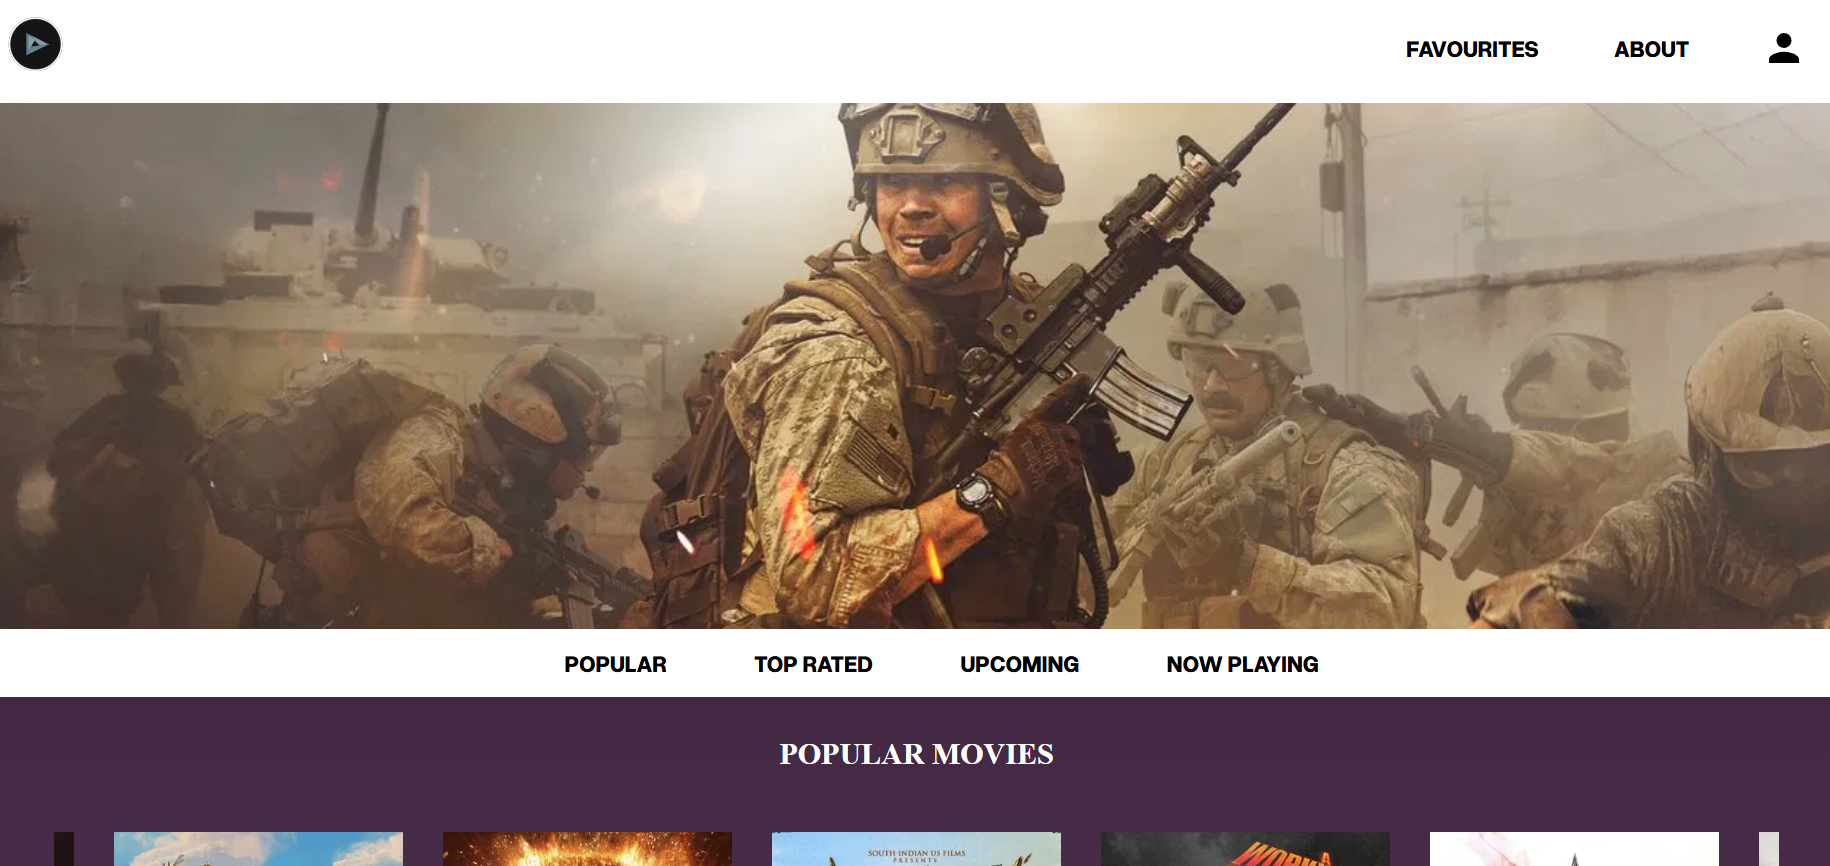 FAVOURITES ABOUT
POPULAR TOP RATED UPCOMING NOW PLAYING
POPULAR MOVIES
SOUTH INDIAN US FILMS
PRESENTS